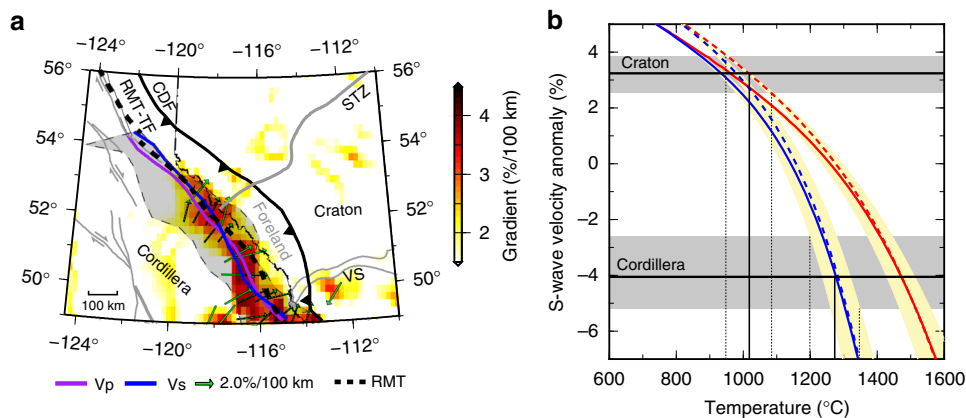 a
−124° −120° −116° −112°
56° 56°
54° 54°
52° 52°
50° 50°
−124° −120° −116° −112°
RMT-TF
CDF
STZ
Foreland
Craton
Cordillera
VS
100 km
4
3
2
Gradient (%/100 km)
Vp Vs 2.0%/100 km RMT
b
4
2
0
−2
−4
−6
S-wave velocity anomaly (%)
Craton
Cordillera
600 800 1000 1200 1400 1600
Temperature (°C)